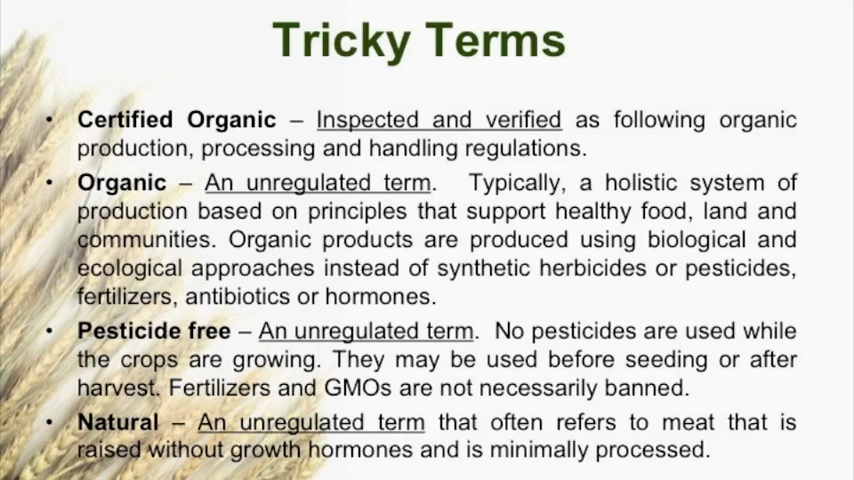 Tricky Terms
• Certified Organic – Inspected and verified as following organic
production, processing and handling regulations.
• Organic – An unregulated term. Typically, a holistic system of
production based on principles that support healthy food, land and
communities. Organic products are produced using biological and
ecological approaches instead of synthetic herbicides or pesticides,
fertilizers, antibiotics or hormones.
• Pesticide free – An unregulated term. No pesticides are used while
the crops are growing. They may be used before seeding or after
harvest. Fertilizers and GMOs are not necessarily banned.
• Natural – An unregulated term that often refers to meat that is
raised without growth hormones and is minimally processed.